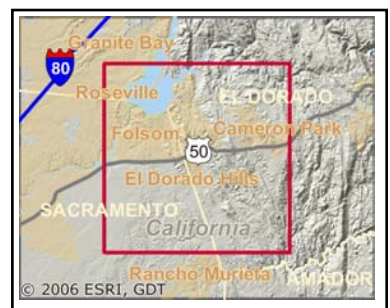 Granite Bay
80
Roseville
EL DORADO
Folsom
Cameron Park
50
El Dorado Hills
SACRAMENTO
California
Rancho Murieta
AMADOR
© 2006 ESRI, GDT